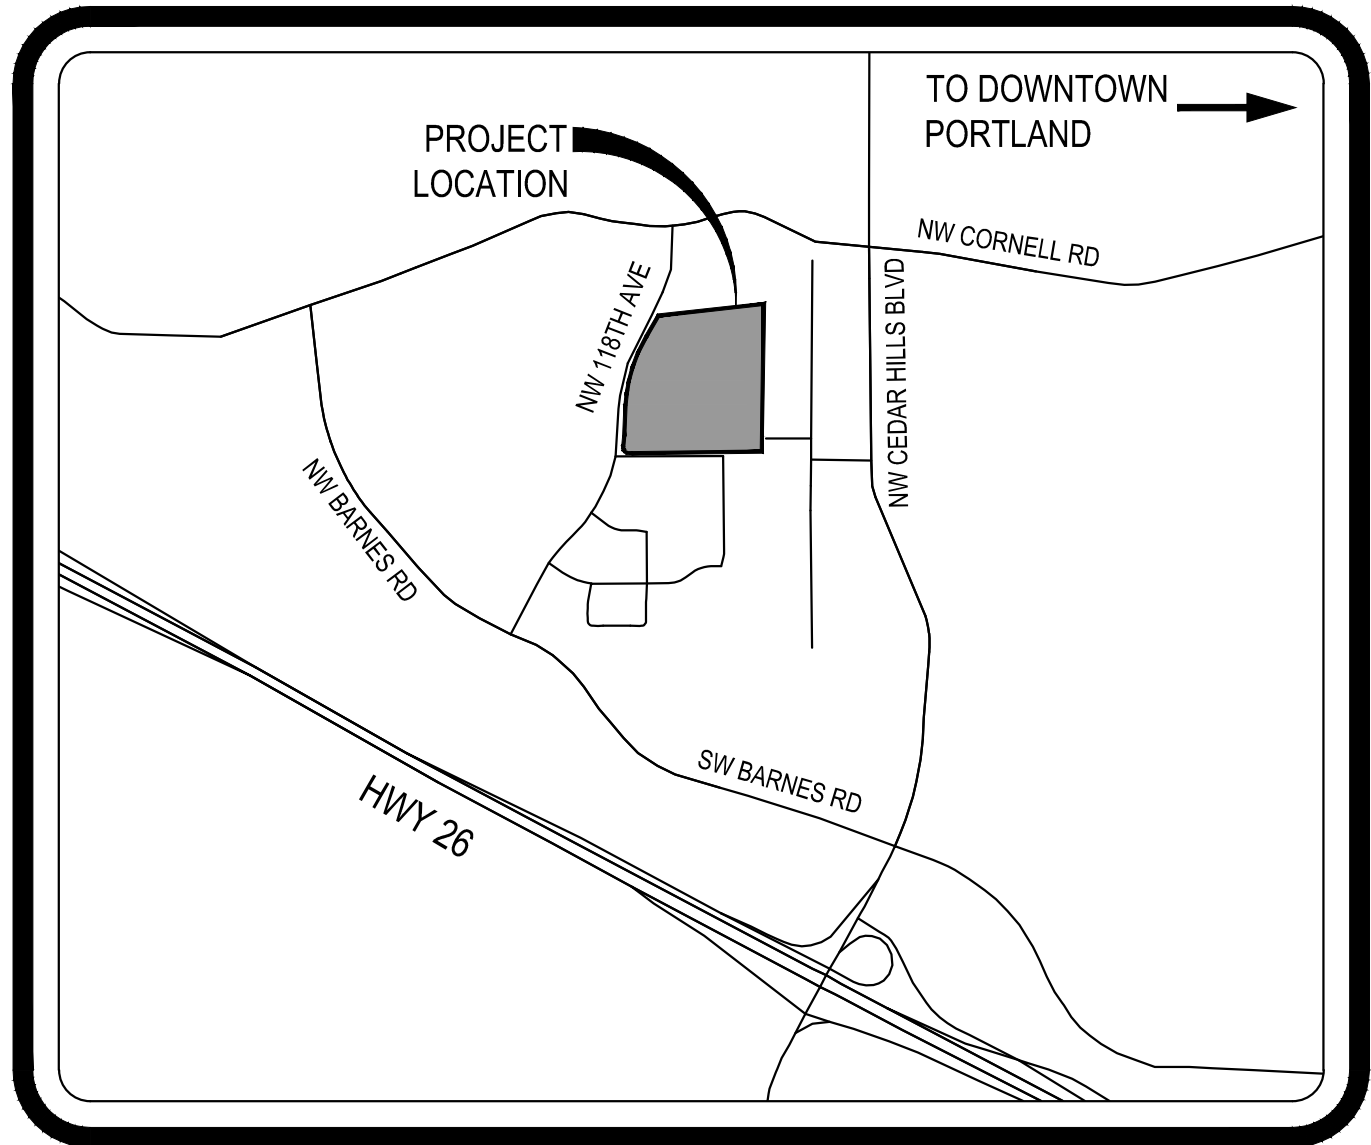 TO DOWNTOWN
PORTLAND
PROJECT
LOCATION
NW CORNELL RD
NW 118TH AVE
NW CEDAR HILLS BLVD
NW BARNES RD
SW BARNES RD
HWY 26